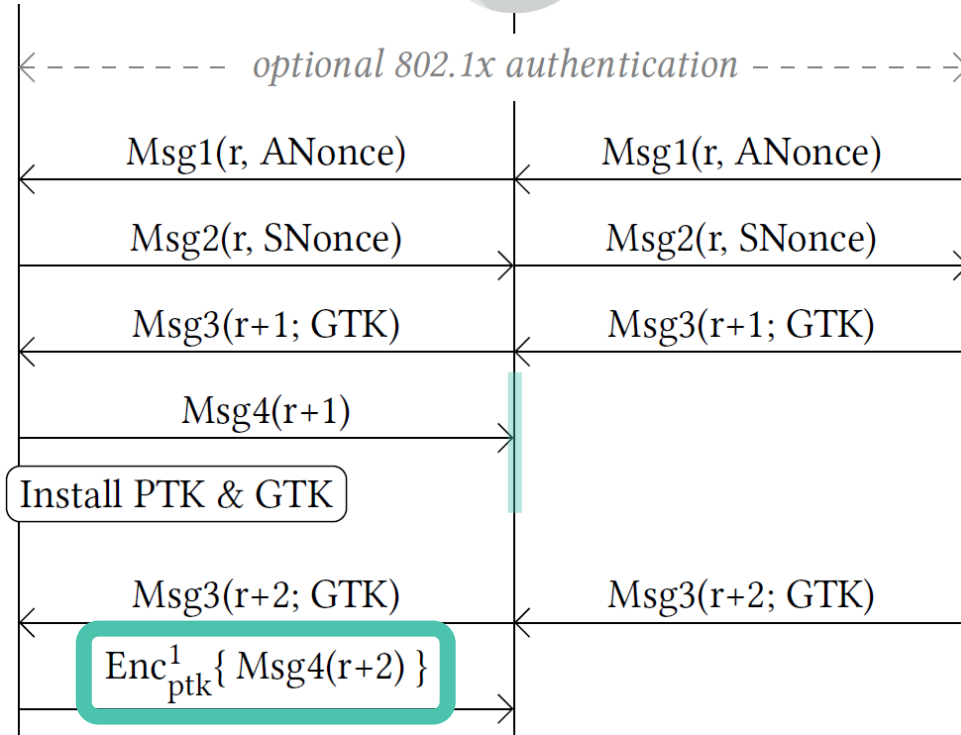 optional 802.1x authentication
Msg1(r, ANonce) Msg1(r, ANonce)
Msg2(r, SNonce) Msg2(r, SNonce)
Msg3(r+1; GTK) Msg3(r+1; GTK)
Msg4(r+1)
Install PTK & GTK
Msg3(r+2; GTK) Msg3(r+2; GTK)
Enc¹ptk{ Msg4(r+2) }